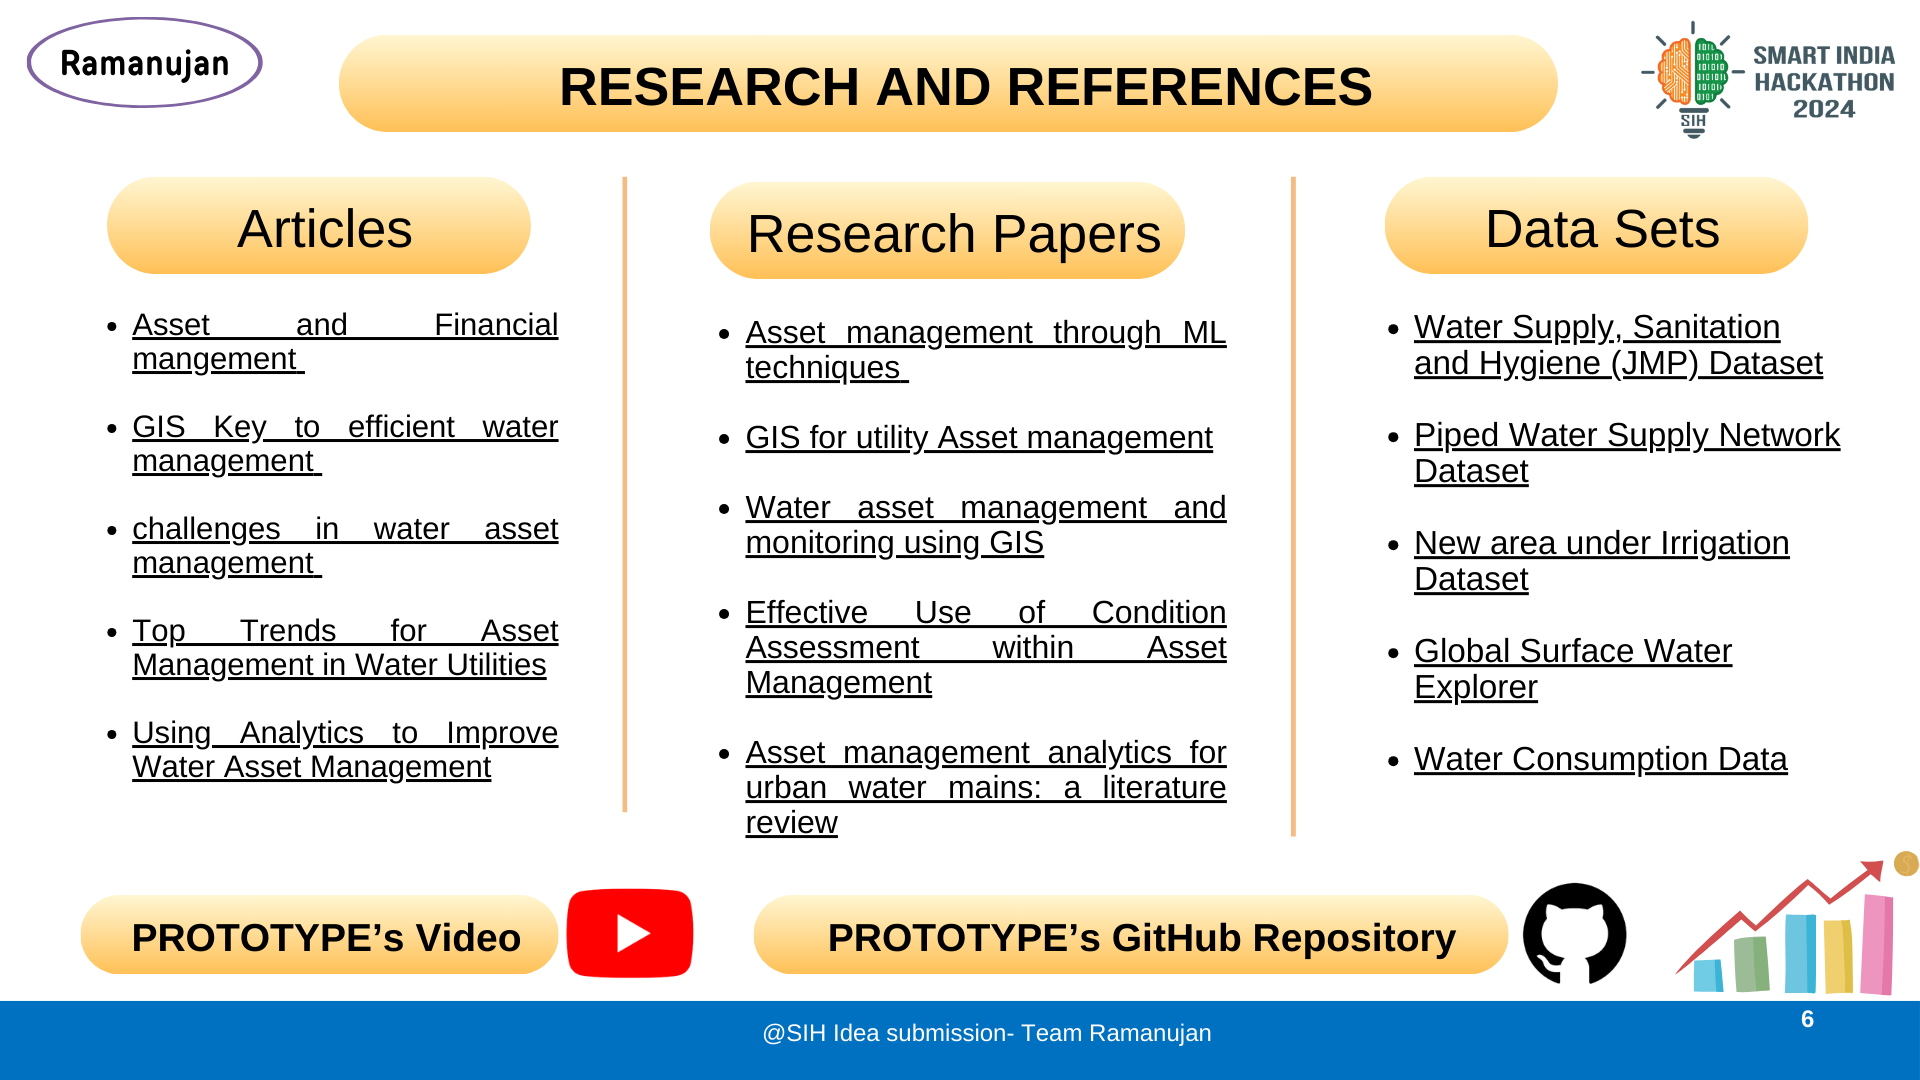 Ramanujan
RESEARCH AND REFERENCES
SMART INDIA
HACKATHON
2024
SIH
Articles
Asset and Financial
mangement
GIS Key to efficient water
management
challenges in water asset
management
Top Trends for Asset
Management in Water Utilities
Using Analytics to Improve
Water Asset Management
Research Papers
Asset management through ML
techniques
GIS for utility Asset management
Water asset management and
monitoring using GIS
Effective Use of Condition
Assessment within Asset
Management
Asset management analytics for
urban water mains: a literature
review
Data Sets
Water Supply, Sanitation
and Hygiene (JMP) Dataset
Piped Water Supply Network
Dataset
New area under Irrigation
Dataset
Global Surface Water
Explorer
Water Consumption Data
PROTOTYPE’s Video
PROTOTYPE’s GitHub Repository
@SIH Idea submission- Team Ramanujan
6